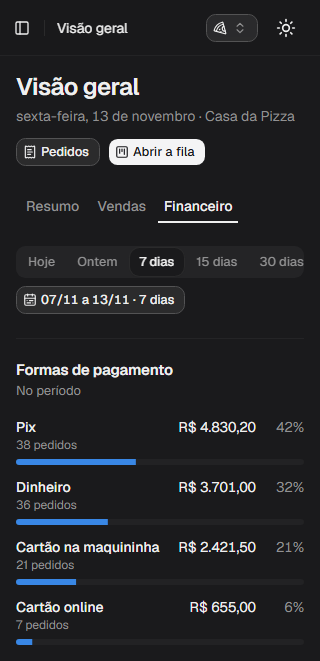 Visão geral
Visão geral
sexta-feira, 13 de novembro · Casa da Pizza
Pedidos Abrir a fila
Resumo Vendas Financeiro
Hoje Ontem 7 dias 15 dias 30 dias
07/11 a 13/11 · 7 dias
Formas de pagamento
No período
Pix R$ 4.830,20 42%
38 pedidos
Dinheiro R$ 3.701,00 32%
36 pedidos
Cartão na maquininha R$ 2.421,50 21%
21 pedidos
Cartão online R$ 655,00 6%
7 pedidos